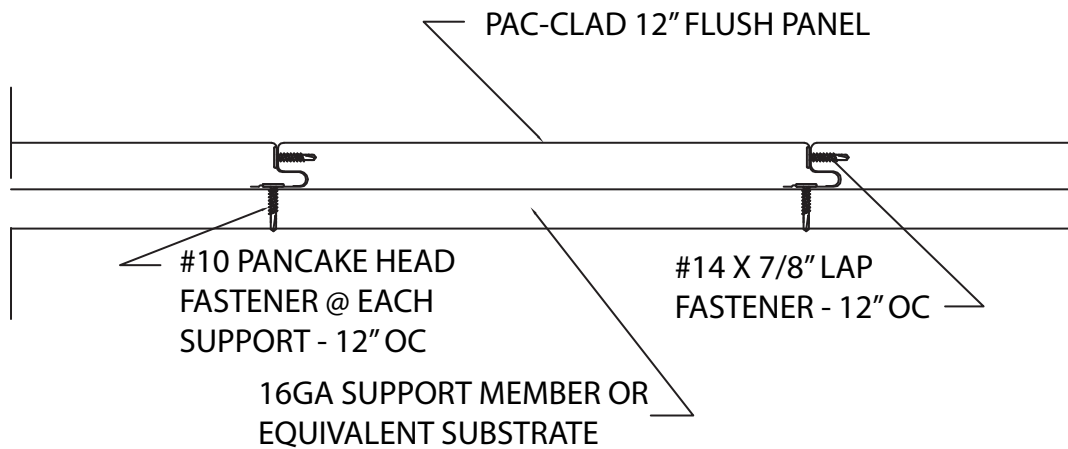 PAC-CLAD 12” FLUSH PANEL
#10 PANCAKE HEAD
FASTENER @ EACH
SUPPORT - 12” OC
#14 X 7/8” LAP
FASTENER - 12” OC
16GA SUPPORT MEMBER OR
EQUIVALENT SUBSTRATE